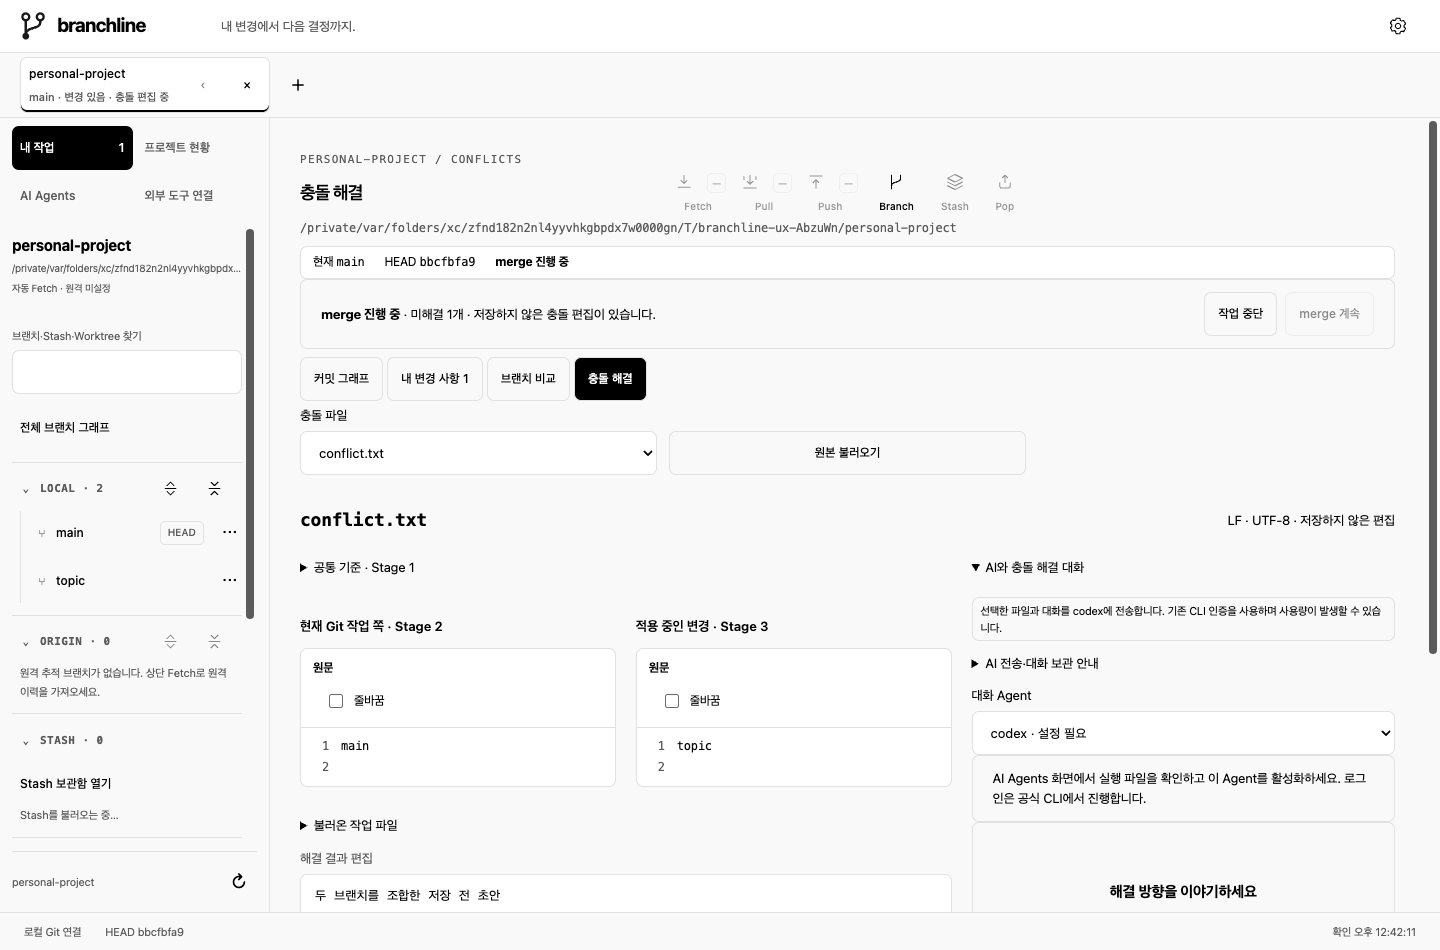 branchline
내 변경에서 다음 결정까지.
personal-project
main · 변경 있음 · 충돌 편집 중
내 작업 1
프로젝트 현황
AI Agents
외부 도구 연결
personal-project
/private/var/folders/xc/zfnd182n2nl4yyvhkgbpdx...
자동 Fetch · 원격 미설정
브랜치·Stash·Worktree 찾기
전체 브랜치 그래프
LOCAL · 2
main HEAD
topic
ORIGIN · 0
원격 추적 브랜치가 없습니다. 상단 Fetch로 원격
이력을 가져오세요.
STASH · 0
Stash 보관함 열기
Stash를 불러오는 중...
personal-project
PERSONAL-PROJECT / CONFLICTS
충돌 해결
Fetch Pull Push Branch Stash Pop
/private/var/folders/xc/zfnd182n2nl4yyvhkgbpdx7w0000gn/T/branchline-ux-AbzuWn/personal-project
현재 main HEAD bbcfbfa9 merge 진행 중
merge 진행 중 · 미해결 1개 · 저장하지 않은 충돌 편집이 있습니다.
작업 중단
merge 계속
커밋 그래프
내 변경 사항 1
브랜치 비교
충돌 해결
충돌 파일
conflict.txt
원본 불러오기
conflict.txt
LF · UTF-8 · 저장하지 않은 편집
공통 기준 · Stage 1
현재 Git 작업 쪽 · Stage 2
원문
줄바꿈
1 main
2
적용 중인 변경 · Stage 3
원문
줄바꿈
1 topic
2
불러온 작업 파일
해결 결과 편집
두 브랜치를 조합한 저장 전 초안
AI와 충돌 해결 대화
선택한 파일과 대화를 codex에 전송합니다. 기존 CLI 인증을 사용하며 사용량이 발생할 수 있습
니다.
AI 전송·대화 보관 안내
대화 Agent
codex · 설정 필요
AI Agents 화면에서 실행 파일을 확인하고 이 Agent를 활성화하세요. 로그
인은 공식 CLI에서 진행합니다.
해결 방향을 이야기하세요
로컬 Git 연결
HEAD bbcfbfa9
확인 오후 12:42:11